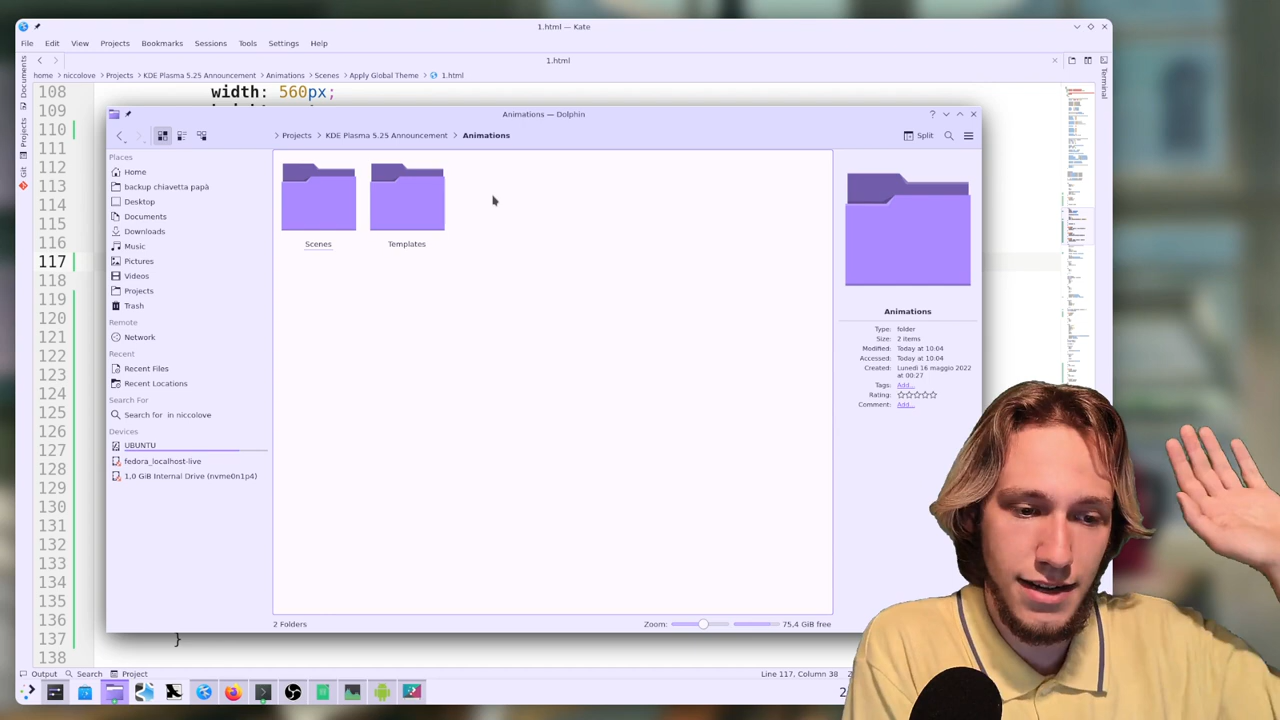 1.html — Kate
File Edit View Projects Bookmarks Sessions Tools Settings Help
1.html
home niccolove Projects KDE Plasma 5.25 Announcement Animations Scenes Apply Global Theme 1.html
Documents
Projects
Git
Terminal
108 width: 560px;
109
110
111
112
113
114
115
116
117
118
119
120
121
122
123
124
125
126
127
128
129
130
131
132
133
134
135
136
137 }
138
Animations — Dolphin
Projects KDE Plasma 5.25 Announcement Animations
Split
Places
Home
backup chiavetta papà
Desktop
Documents
Downloads
Music
Pictures
Videos
Projects
Trash
Remote
Network
Recent
Recent Files
Recent Locations
Search For
Search for in niccolove
Devices
UBUNTU
fedora_localhost-live
1,0 GiB Internal Drive (nvme0n1p4)
Scenes
Templates
Animations
Type: folder
Size: 2 items
Modified: Today at 10:04
Accessed: Today at 10:04
Created: Lunedì 16 maggio 2022
at 00:27
Tags: Add...
Rating:
Comment: Add...
2 Folders
Zoom:
75,4 GiB free
Output Search Project
Line 117, Column 38